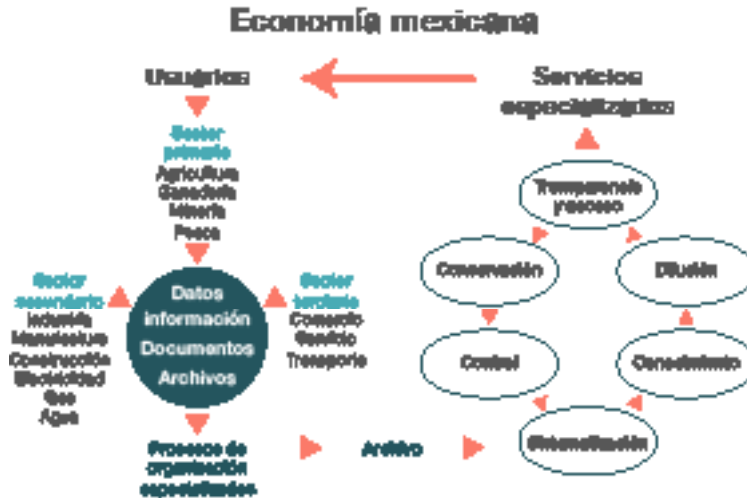 Economía mexicana
Usuarios
Servicios
especializados
Sector
primario
Agricultura
Ganadería
Minería
Pesca
Transparencia
y acceso
Conservación
Difusión
Sector
secundario
Industria
Manufactura
Construcción
Electricidad
Gas
Agua
Datos
información
Documentos
Archivos
Sector
terciario
Comercio
Servicio
Transporte
Control
Conocimiento
Sistematización
Procesos de
organización
especializados
Archivo